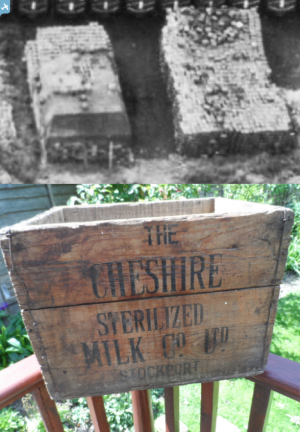 THE
CHESHIRE
STERILIZED
MILK Co. LTD
STOCKPORT